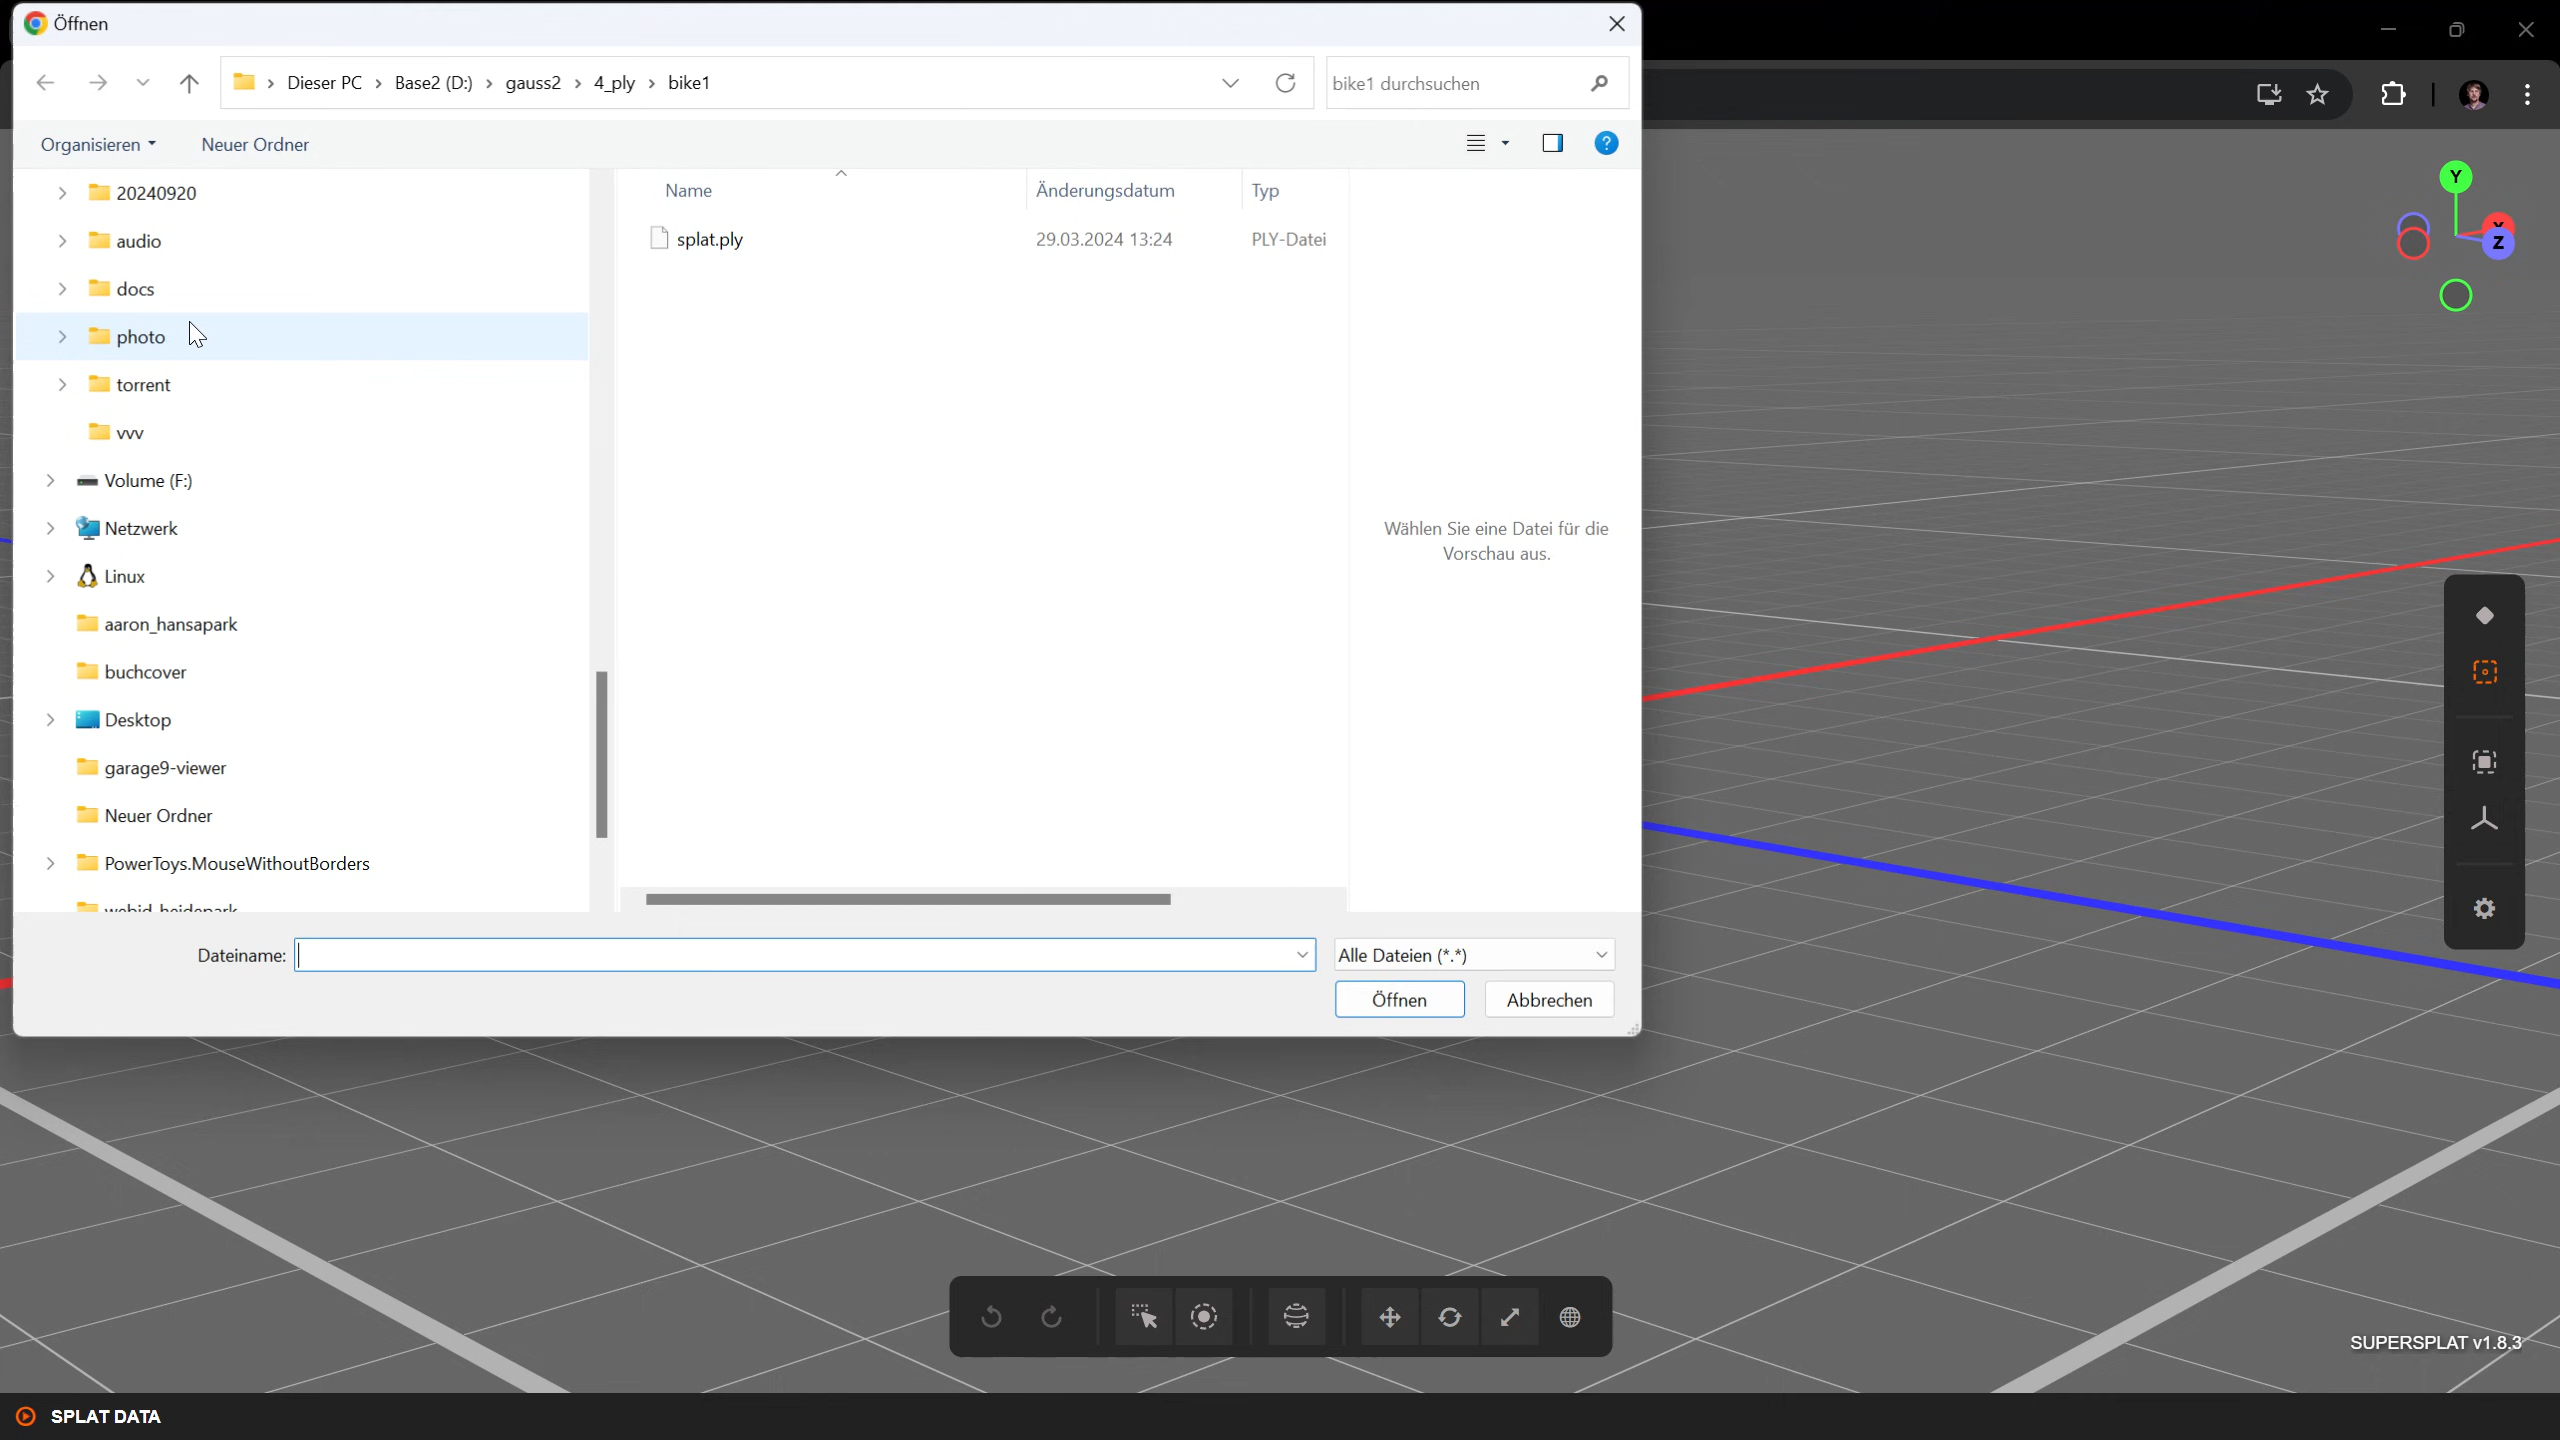 Öffnen
Dieser PC > Base2 (D:) > gauss2 > 4_ply > bike1
bike1 durchsuchen
Organisieren
Neuer Ordner
Name
Änderungsdatum
Typ
splat.ply
29.03.2024 13:24
PLY-Datei
20240920
audio
docs
photo
torrent
vvv
Volume (F:)
Netzwerk
Linux
aaron_hansapark
buchcover
Desktop
garage9-viewer
Neuer Ordner
PowerToys.MouseWithoutBorders
webid_heidepark
Wählen Sie eine Datei für die
Vorschau aus.
Dateiname:
Alle Dateien (*.*)
Öffnen
Abbrechen
Y
X
Z
SUPERSPLAT v1.8.3
SPLAT DATA